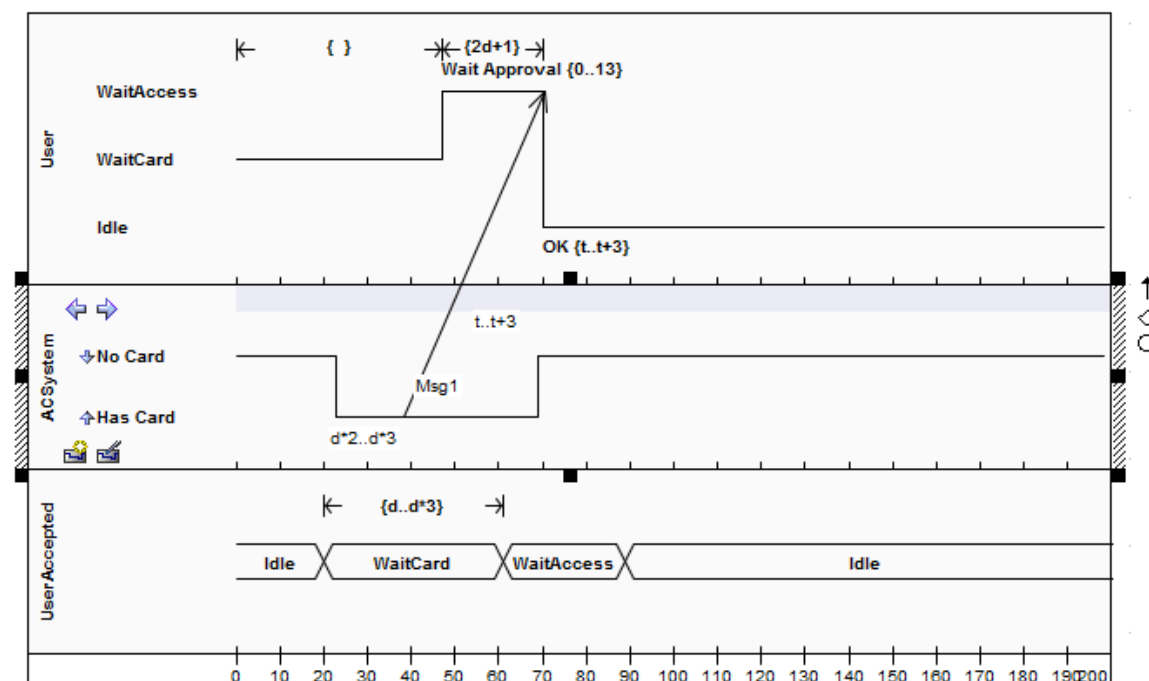 { }
{2d+1}
Wait Approval {0..13}
User
WaitAccess
WaitCard
Idle
OK {t..t+3}
ACSystem
t..t+3
No Card
Msg1
Has Card
d*2..d*3
UserAccepted
{d..d*3}
Idle WaitCard WaitAccess Idle
0 10 20 30 40 50 60 70 80 90 100 110 120 130 140 150 160 170 180 190 200